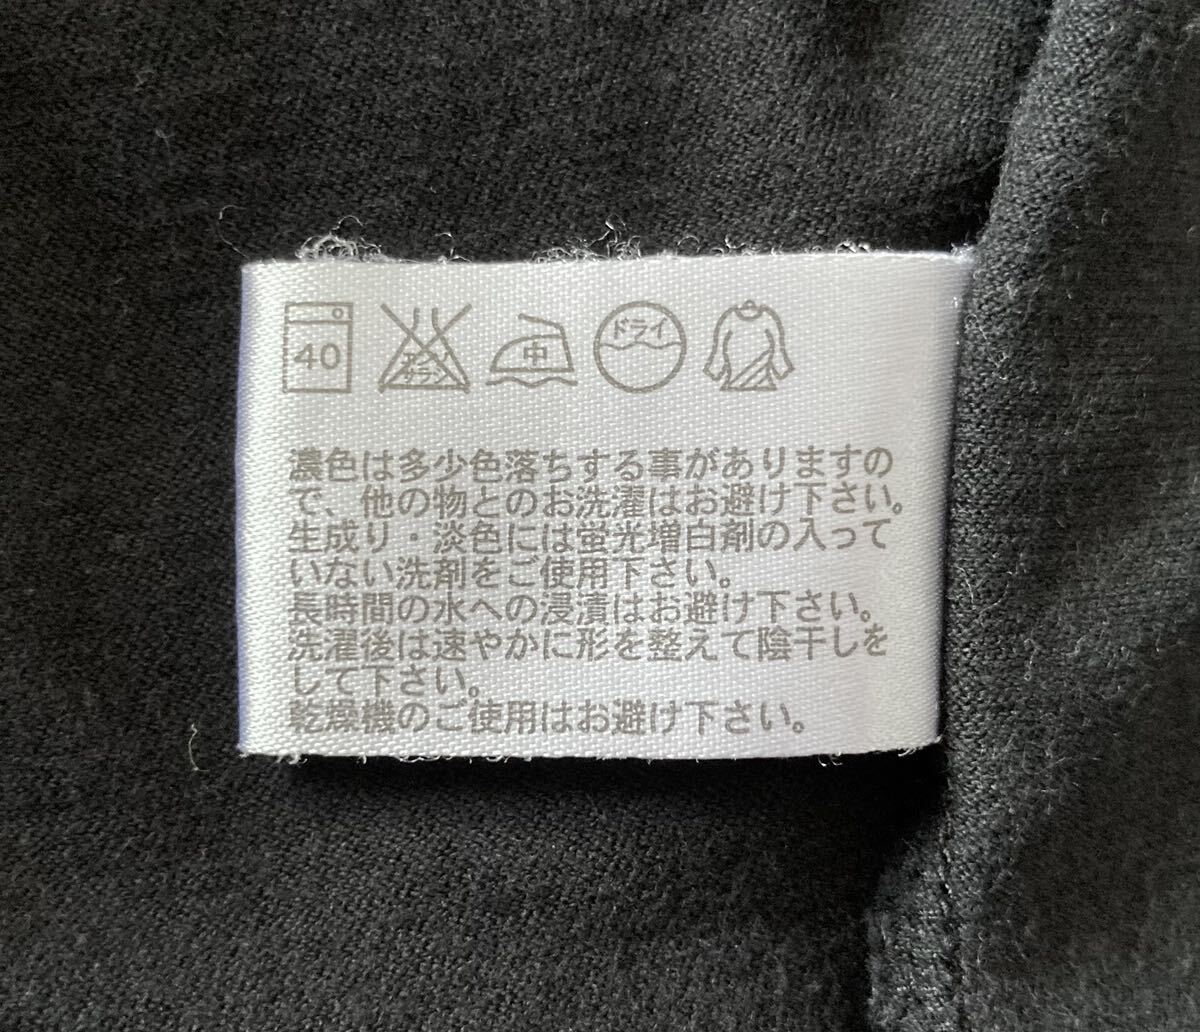 40 エンソ サラシ 中 ドライ
濃色は多少色落ちする事がありますの
で、他の物とのお洗濯はお避け下さい。
生成り・淡色には蛍光増白剤の入って
いない洗剤をご使用下さい。
長時間の水への浸漬はお避け下さい。
洗濯後は速やかに形を整えて陰干しを
して下さい。
乾燥機のご使用はお避け下さい。